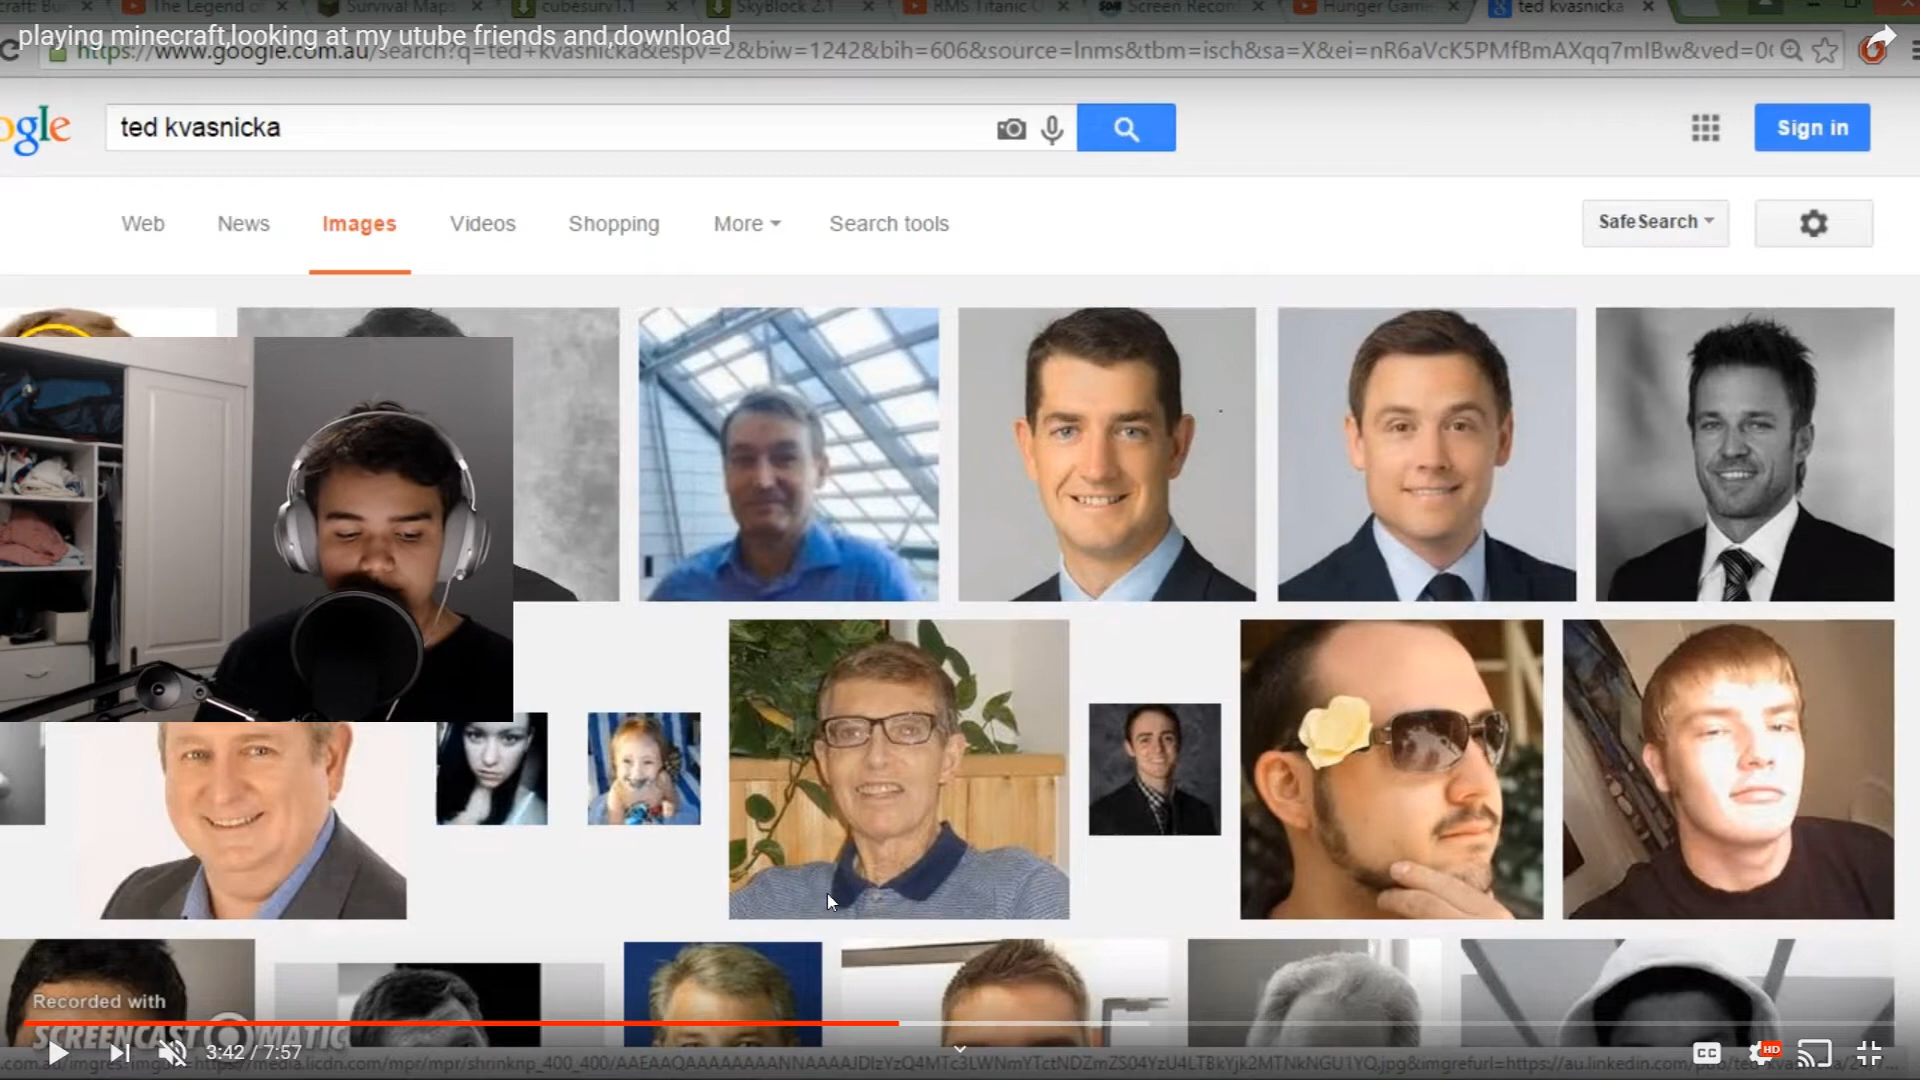 The Legend o
Survival Map
cubesurv1.1
SkyBlock 2.1
RMS Titanic
Screen Recor
Hunger Gam
ted kvasnicka
playing minecraft,looking at my utube friends and,download
https://www.google.com.au/search?q=ted+kvasnicka&espv=2&biw=1242&bih=606&source=lnms&tbm=isch&sa=X&ei=nR6aVcK5PMfBmAXqq7mIBw&ved=0
ogle
ted kvasnicka
Sign in
Web
News
Images
Videos
Shopping
More
Search tools
SafeSearch
Recorded with
SCREENCAST-O-MATIC
3:42 / 7:57
CC
HD